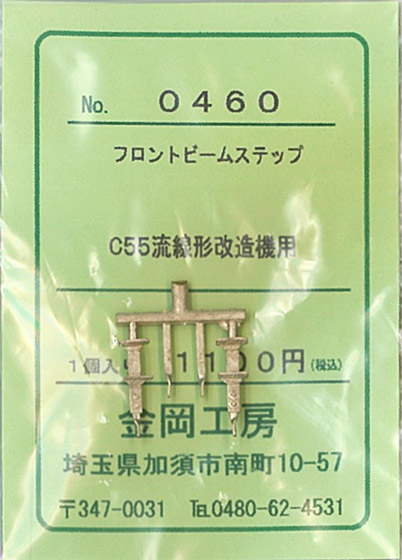 No. 0460
フロントビームステップ
C55流線形改造機用
1個入り 1100円(税込)
金岡工房
埼玉県加須市南町10-57
〒347-0031 TEL0480-62-4531